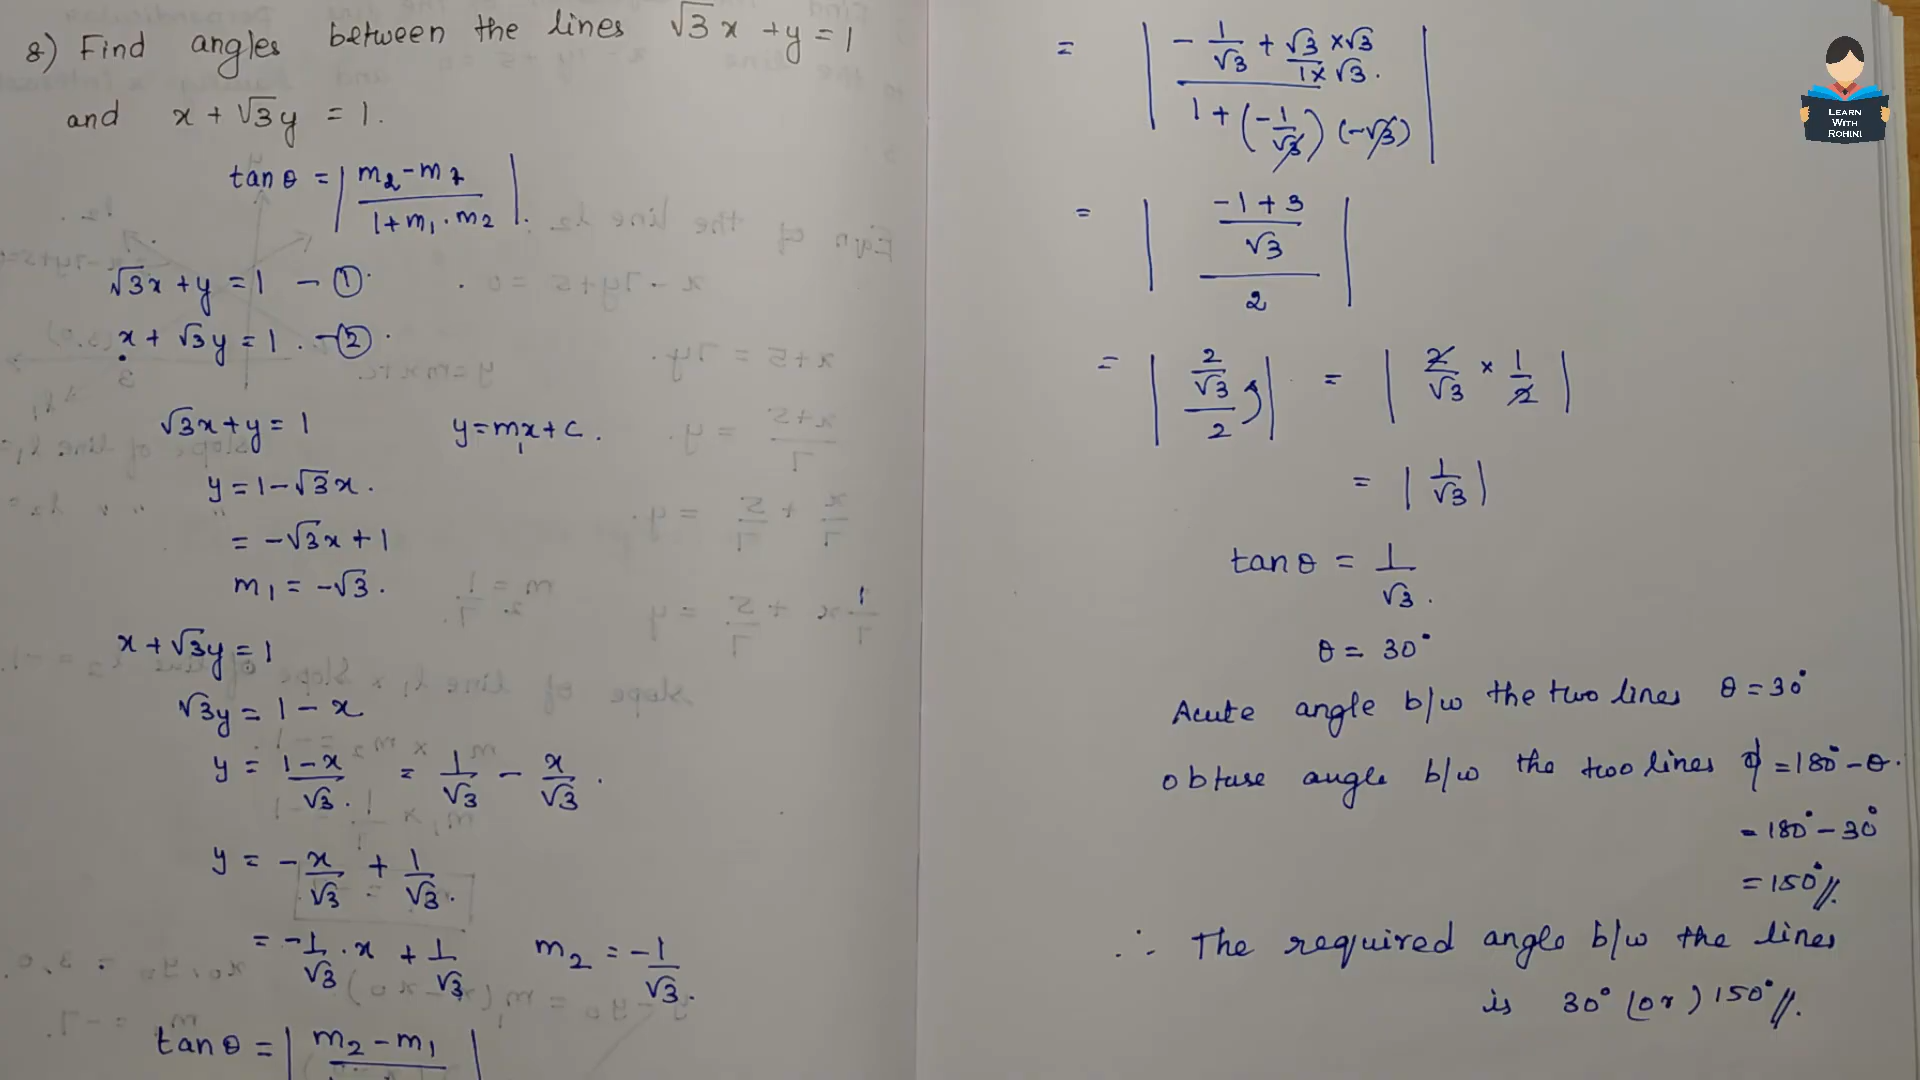 8) Find angles between the lines √3x + y = 1
and x + √3y = 1.
tan θ = | (m₂ - m₁) / (1 + m₁ . m₂) |.
√3x + y = 1 - ①
x + √3y = 1. - ②
√3x + y = 1    y = m₁x + c.
y = 1 - √3x.
= -√3x + 1
m₁ = -√3.
x + √3y = 1
√3y = 1 - x
y = (1 - x)/√3. = 1/√3 - x/√3.
y = -x/√3 + 1/√3.
= -1/√3 . x + 1/√3    m₂ = -1/√3.
tan θ = | m₂ - m₁ |
= | (-1/√3 + (√3 × √3)/(1 × √3)) / (1 + (-1/√3)(-√3)) |
= | ((-1 + 3)/√3) / 2 |
= | (2/√3) / 2 | = | 2/√3 × 1/2 |
= | 1/√3 |
tan θ = 1/√3.
θ = 30°
Acute angle b/w the two lines θ = 30°
obtuse angle b/w the two lines φ = 180° - θ.
= 180° - 30°
= 150° //.
∴ The required angle b/w the lines
is 30° (or) 150° //.
LEARN
WITH
ROHINI